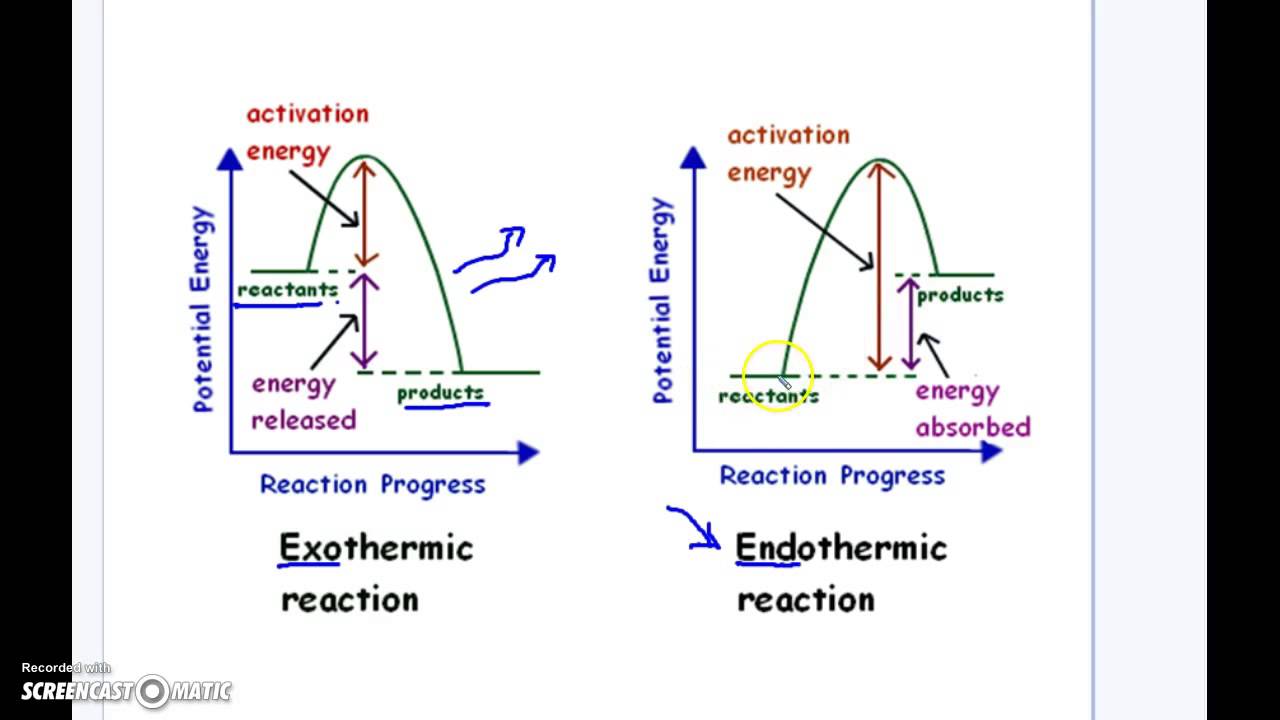 activation
energy
Potential Energy
reactants
energy
released
products
Reaction Progress
Exothermic
reaction
activation
energy
Potential Energy
products
reactants
energy
absorbed
Reaction Progress
Endothermic
reaction
Recorded with
SCREENCAST-O-MATIC